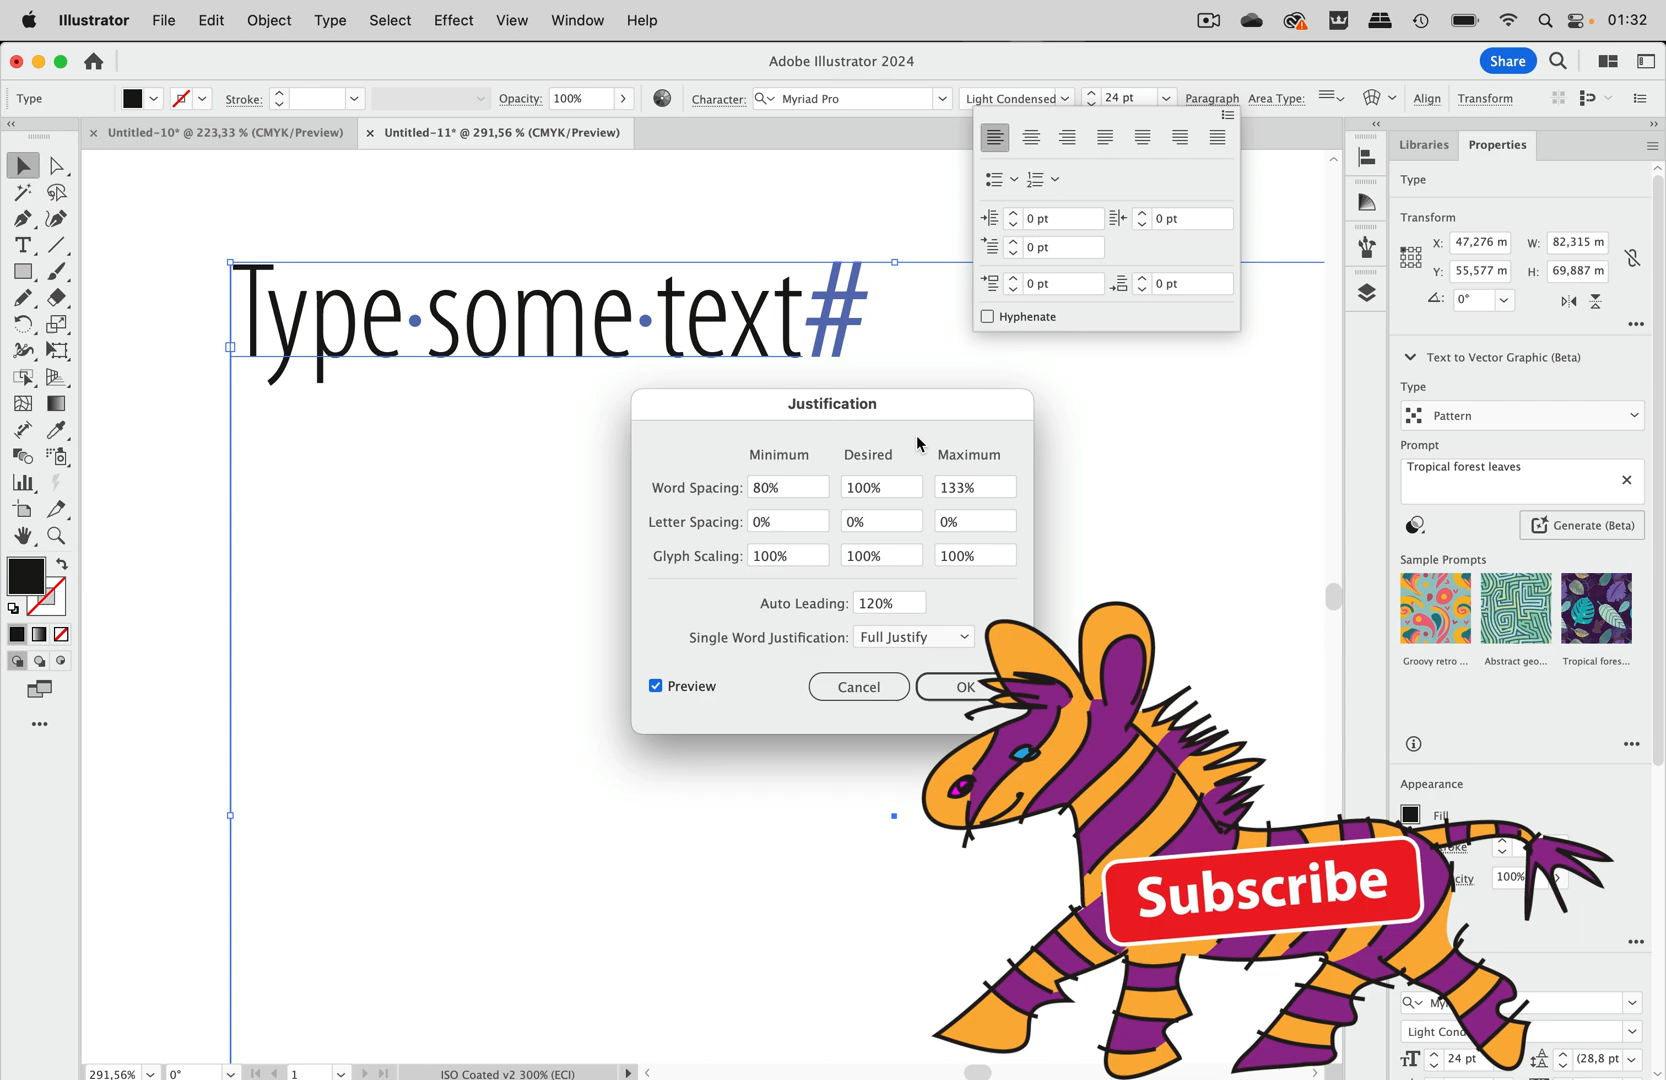 Illustrator File Edit Object Type Select Effect View Window Help 01:32
Adobe Illustrator 2024 Share
Type Stroke: Opacity: 100% Character: Myriad Pro Light Condensed 24 pt Paragraph Area Type: Align Transform
Untitled-10* @ 223,33 % (CMYK/Preview) Untitled-11* @ 291,56 % (CMYK/Preview)
Libraries Properties
Type
0 pt 0 pt
0 pt
0 pt 0 pt
Hyphenate
Transform
X: 47,276 m W: 82,315 m
Y: 55,577 m H: 69,887 m
0°
Type·some·text#
Text to Vector Graphic (Beta)
Type
Pattern
Prompt
Tropical forest leaves
Generate (Beta)
Sample Prompts
Groovy retro ... Abstract geo... Tropical fores...
Justification
Minimum Desired Maximum
Word Spacing: 80% 100% 133%
Letter Spacing: 0% 0% 0%
Glyph Scaling: 100% 100% 100%
Auto Leading: 120%
Single Word Justification: Full Justify
Preview Cancel OK
Appearance
Fill
100%
Subscribe
Light Cond
24 pt (28,8 pt
291,56% 0° 1 ISO Coated v2 300% (ECI)